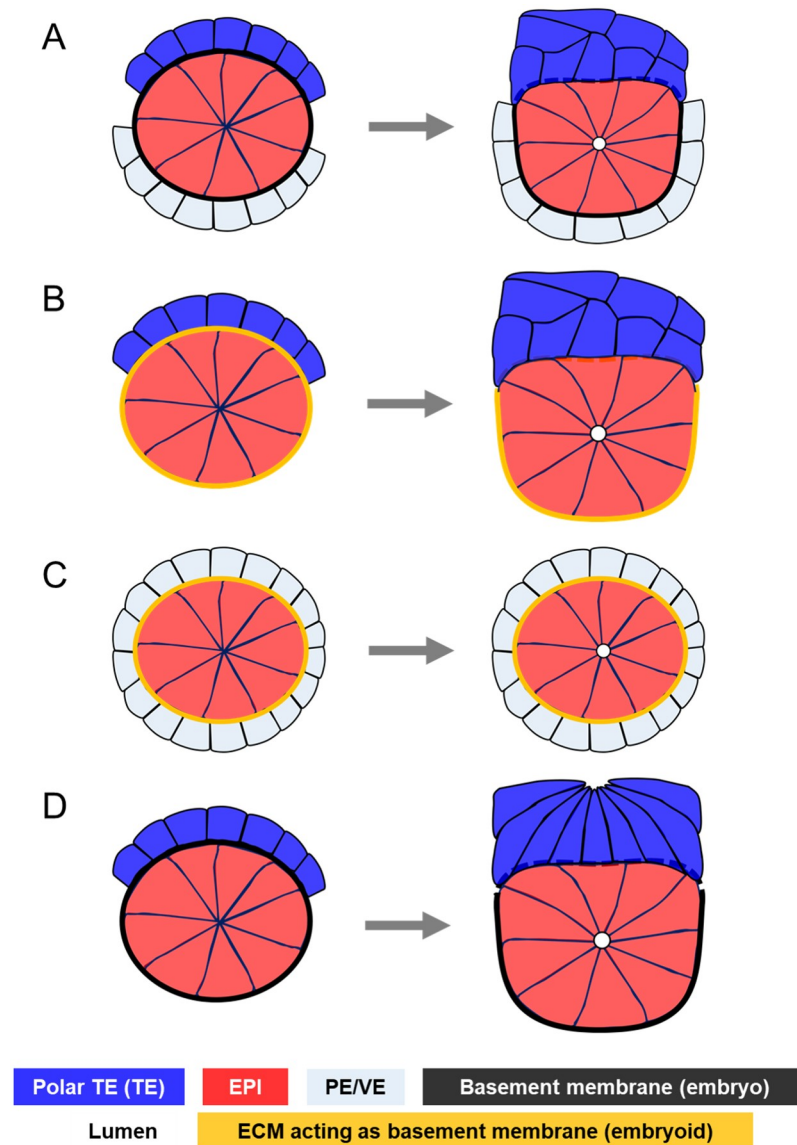 A
B
C
D
Polar TE (TE) EPI PE/VE Basement membrane (embryo)
Lumen ECM acting as basement membrane (embryoid)